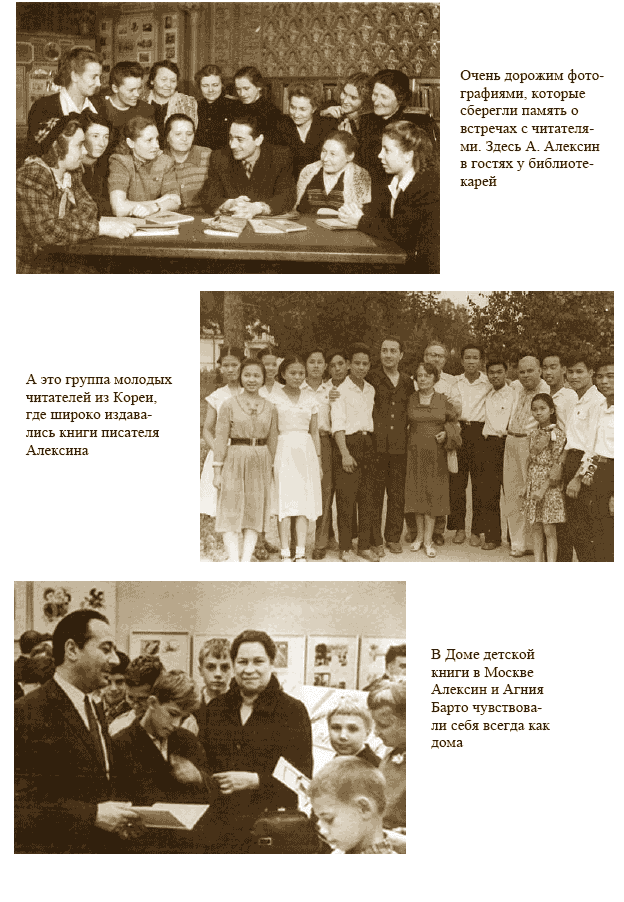 Очень дорожим фото-
графиями, которые
сберегли память о
встречах с читателя-
ми. Здесь А. Алексин
в гостях у библиоте-
карей
А это группа молодых
читателей из Кореи,
где широко издава-
лись книги писателя
Алексина
В Доме детской
книги в Москве
Алексин и Агния
Барто чувствова-
ли себя всегда как
дома